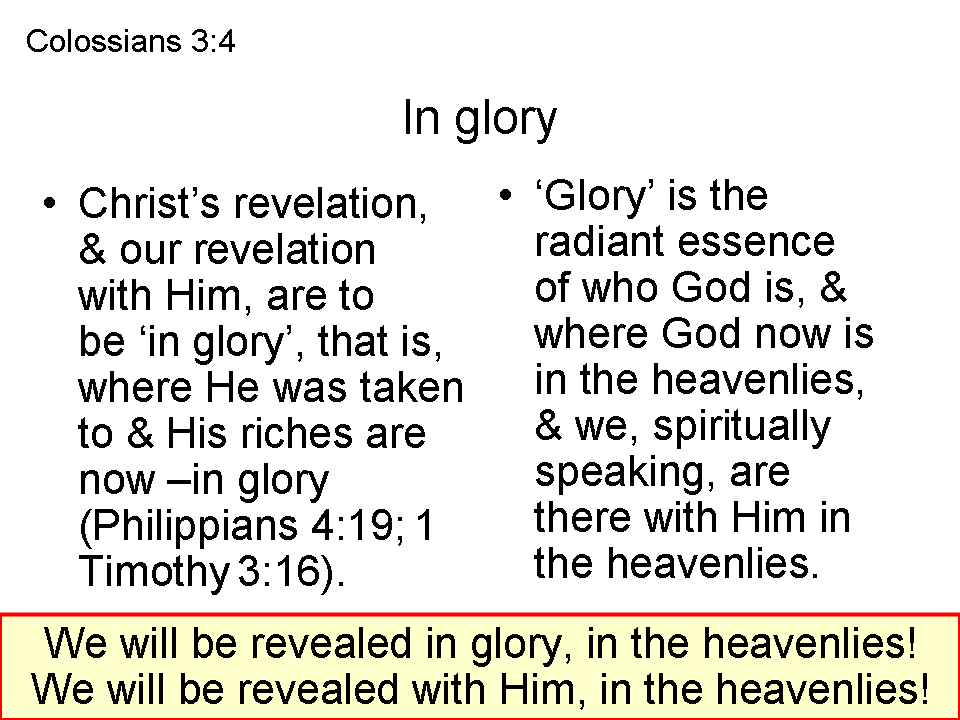 Colossians 3:4
In glory
• Christ’s revelation,
& our revelation
with Him, are to
be ‘in glory’, that is,
where He was taken
to & His riches are
now –in glory
(Philippians 4:19; 1
Timothy 3:16).
• ‘Glory’ is the
radiant essence
of who God is, &
where God now is
in the heavenlies,
& we, spiritually
speaking, are
there with Him in
the heavenlies.
We will be revealed in glory, in the heavenlies!
We will be revealed with Him, in the heavenlies!